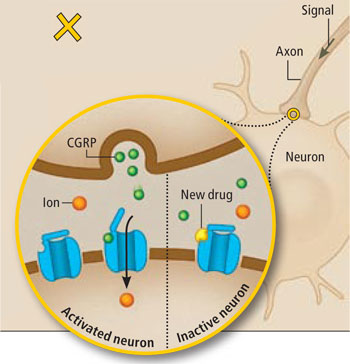 Signal
Axon
CGRP
Neuron
Ion
New drug
Activated neuron
Inactive neuron